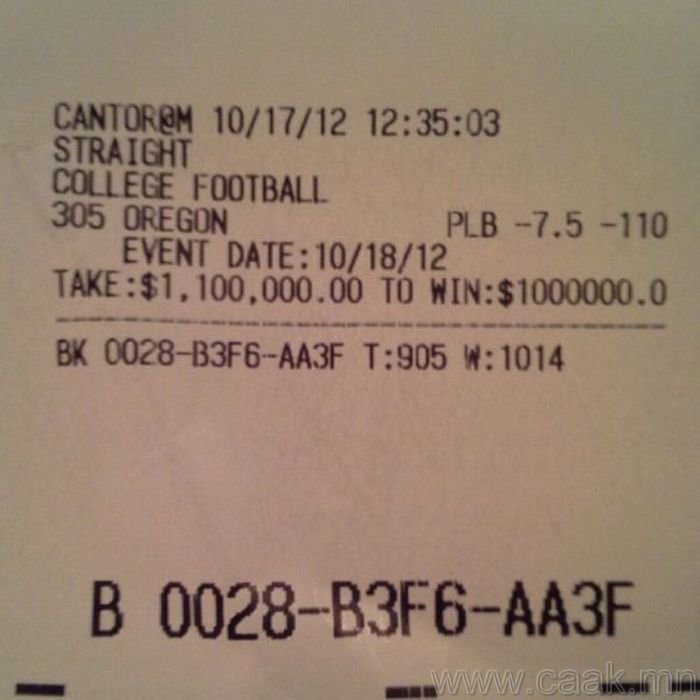 CANTOR@M 10/17/12 12:35:03
STRAIGHT
COLLEGE FOOTBALL
305 OREGON PLB -7.5 -110
EVENT DATE:10/18/12
TAKE:$1,100,000.00 TO WIN:$1000000.0
BK 0028-B3F6-AA3F T:905 W:1014
B 0028-B3F6-AA3F
www.caak.mn